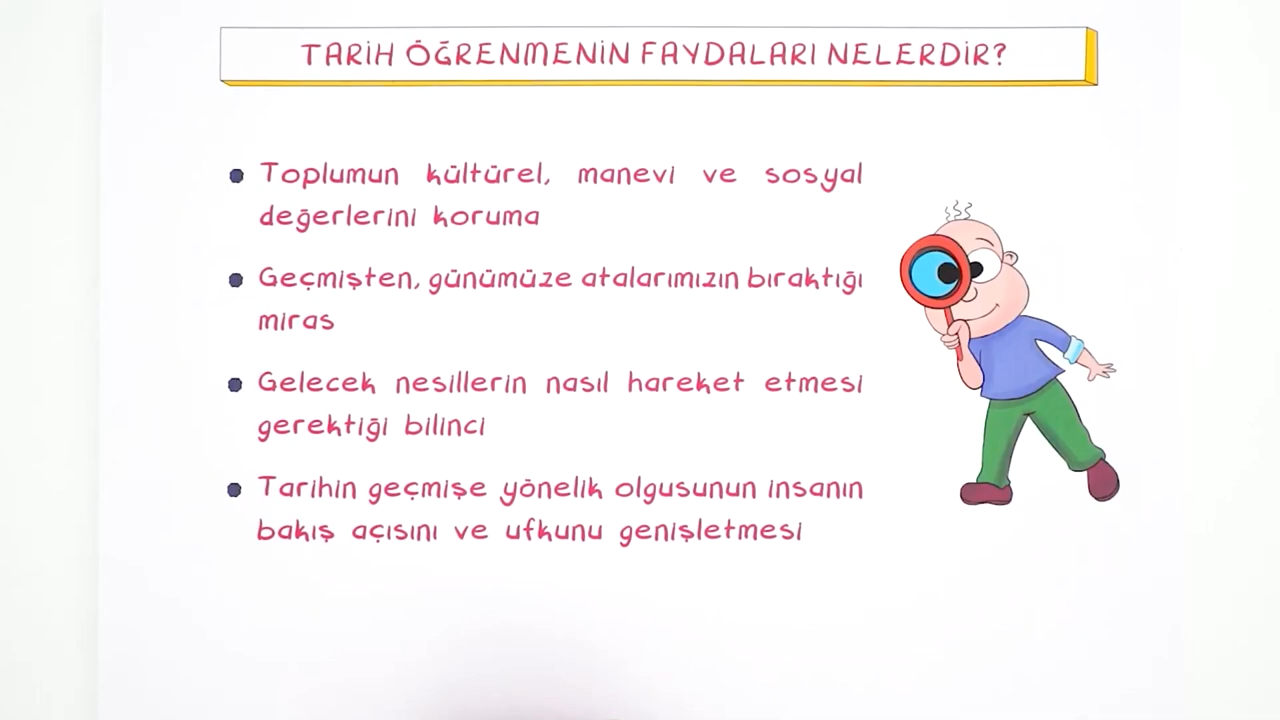 TARİH ÖĞRENMENİN FAYDALARI NELERDİR?
Toplumun kültürel, manevi ve sosyal
değerlerini koruma
Geçmişten, günümüze atalarımızın bıraktığı
miras
Gelecek nesillerin nasıl hareket etmesi
gerektiği bilinci
Tarihin geçmişe yönelik olgusunun insanın
bakış açısını ve ufkunu genişletmesi